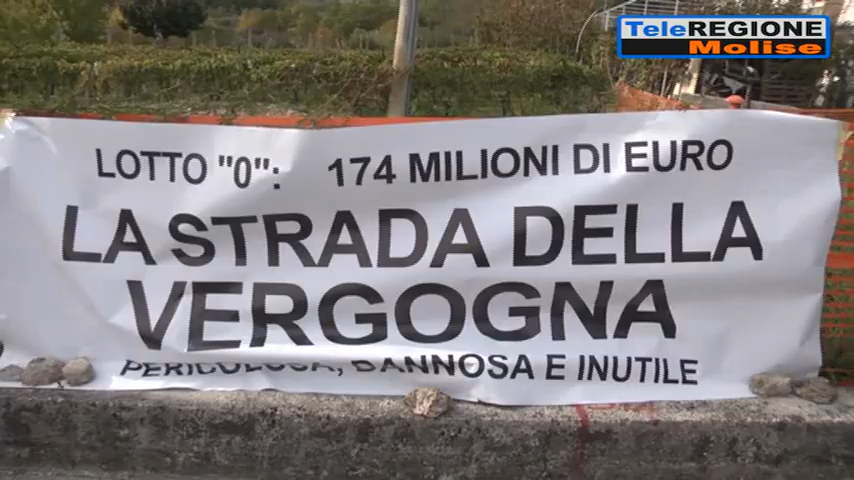 TeleREGIONE
Molise
LOTTO "0": 174 MILIONI DI EURO
LA STRADA DELLA
VERGOGNA
PERICOLOSA, DANNOSA E INUTILE